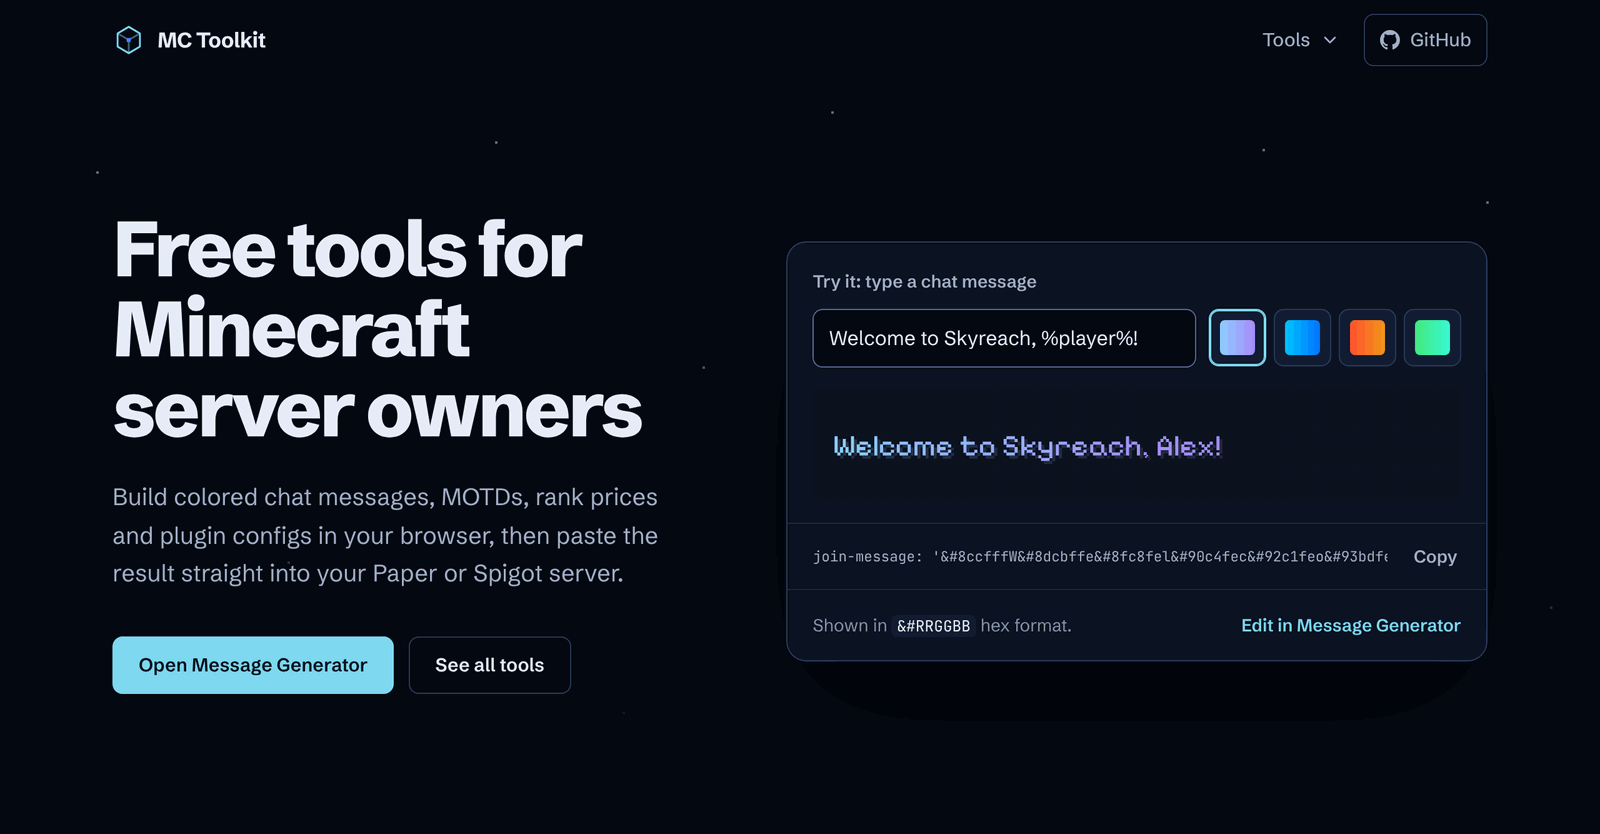 MC Toolkit
Tools
GitHub
Free tools for
Minecraft
server owners
Build colored chat messages, MOTDs, rank prices
and plugin configs in your browser, then paste the
result straight into your Paper or Spigot server.
Open Message Generator
See all tools
Try it: type a chat message
Welcome to Skyreach, %player%!
Welcome to Skyreach, Alex!
join-message: '&#8ccfffW&#8dcbffe&#8fc8fel&#90c4fec&#92c1feo&#93bdfe
Copy
Shown in &#RRGGBB hex format.
Edit in Message Generator